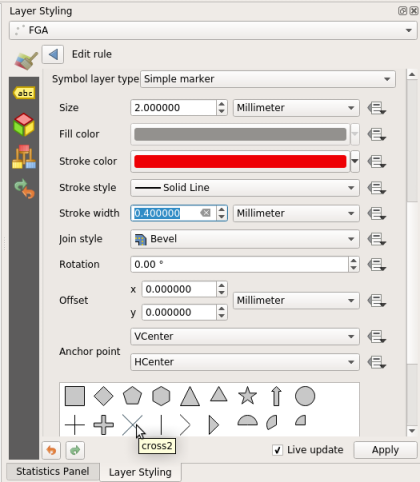 Layer Styling
FGA
Edit rule
abc
Symbol layer type Simple marker
Size 2.000000 Millimeter
Fill color
Stroke color
Stroke style Solid Line
Stroke width 0.400000 Millimeter
Join style Bevel
Rotation 0.00 °
x 0.000000
Offset Millimeter
y 0.000000
VCenter
Anchor point
HCenter
cross2
Live update Apply
Statistics Panel Layer Styling